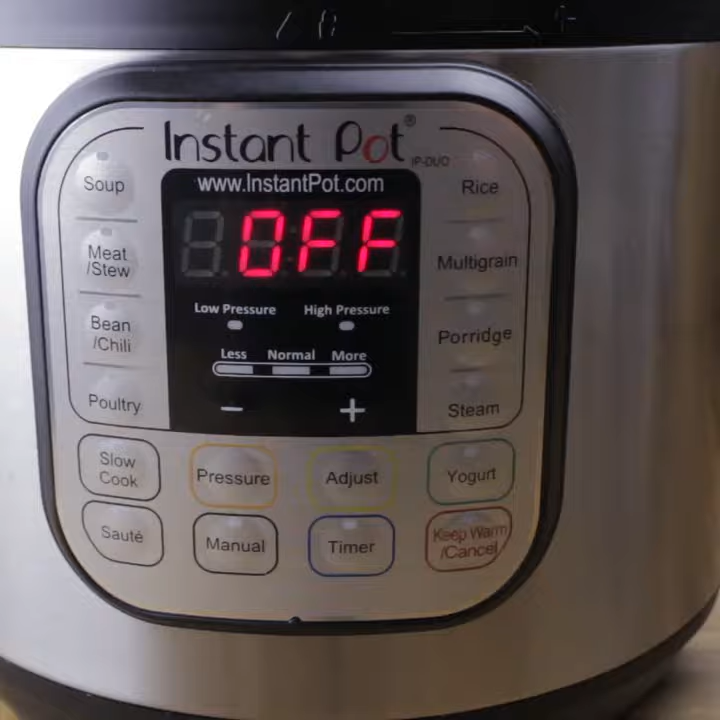 Instant Pot®
IP-DUO
www.InstantPot.com
OFF
Low Pressure High Pressure
Less Normal More
− +
Soup
Meat
/Stew
Bean
/Chili
Poultry
Rice
Multigrain
Porridge
Steam
Slow
Cook
Pressure
Adjust
Yogurt
Sauté
Manual
Timer
Keep Warm
/Cancel